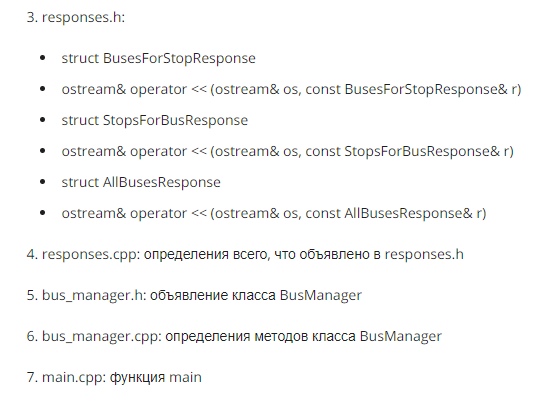 3. responses.h:
• struct BusesForStopResponse
• ostream& operator << (ostream& os, const BusesForStopResponse& r)
• struct StopsForBusResponse
• ostream& operator << (ostream& os, const StopsForBusResponse& r)
• struct AllBusesResponse
• ostream& operator << (ostream& os, const AllBusesResponse& r)
4. responses.cpp: определения всего, что объявлено в responses.h
5. bus_manager.h: объявление класса BusManager
6. bus_manager.cpp: определения методов класса BusManager
7. main.cpp: функция main